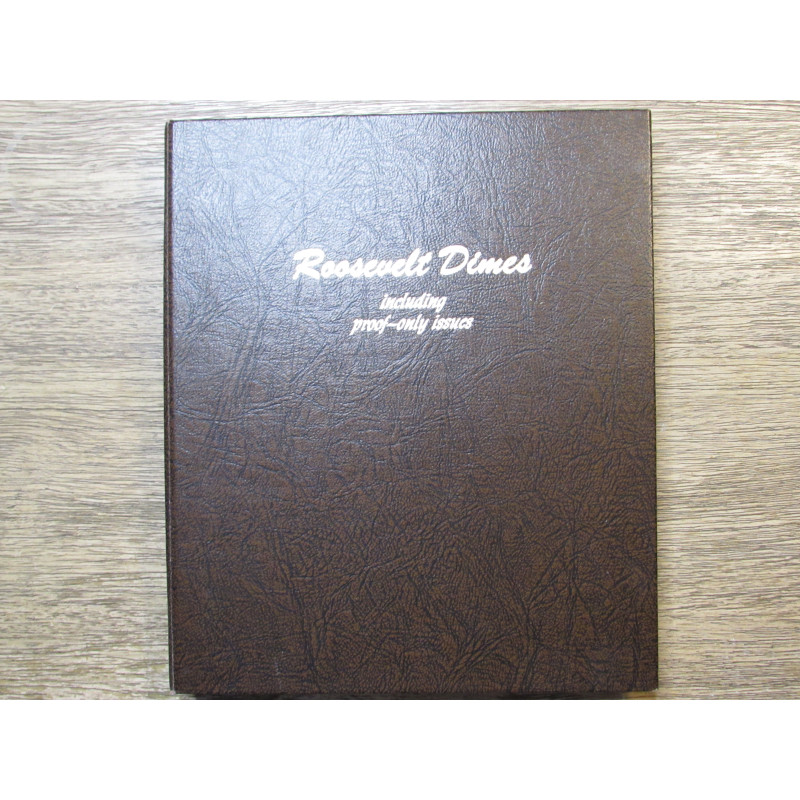 Roosevelt Dimes
including
proof-only issues